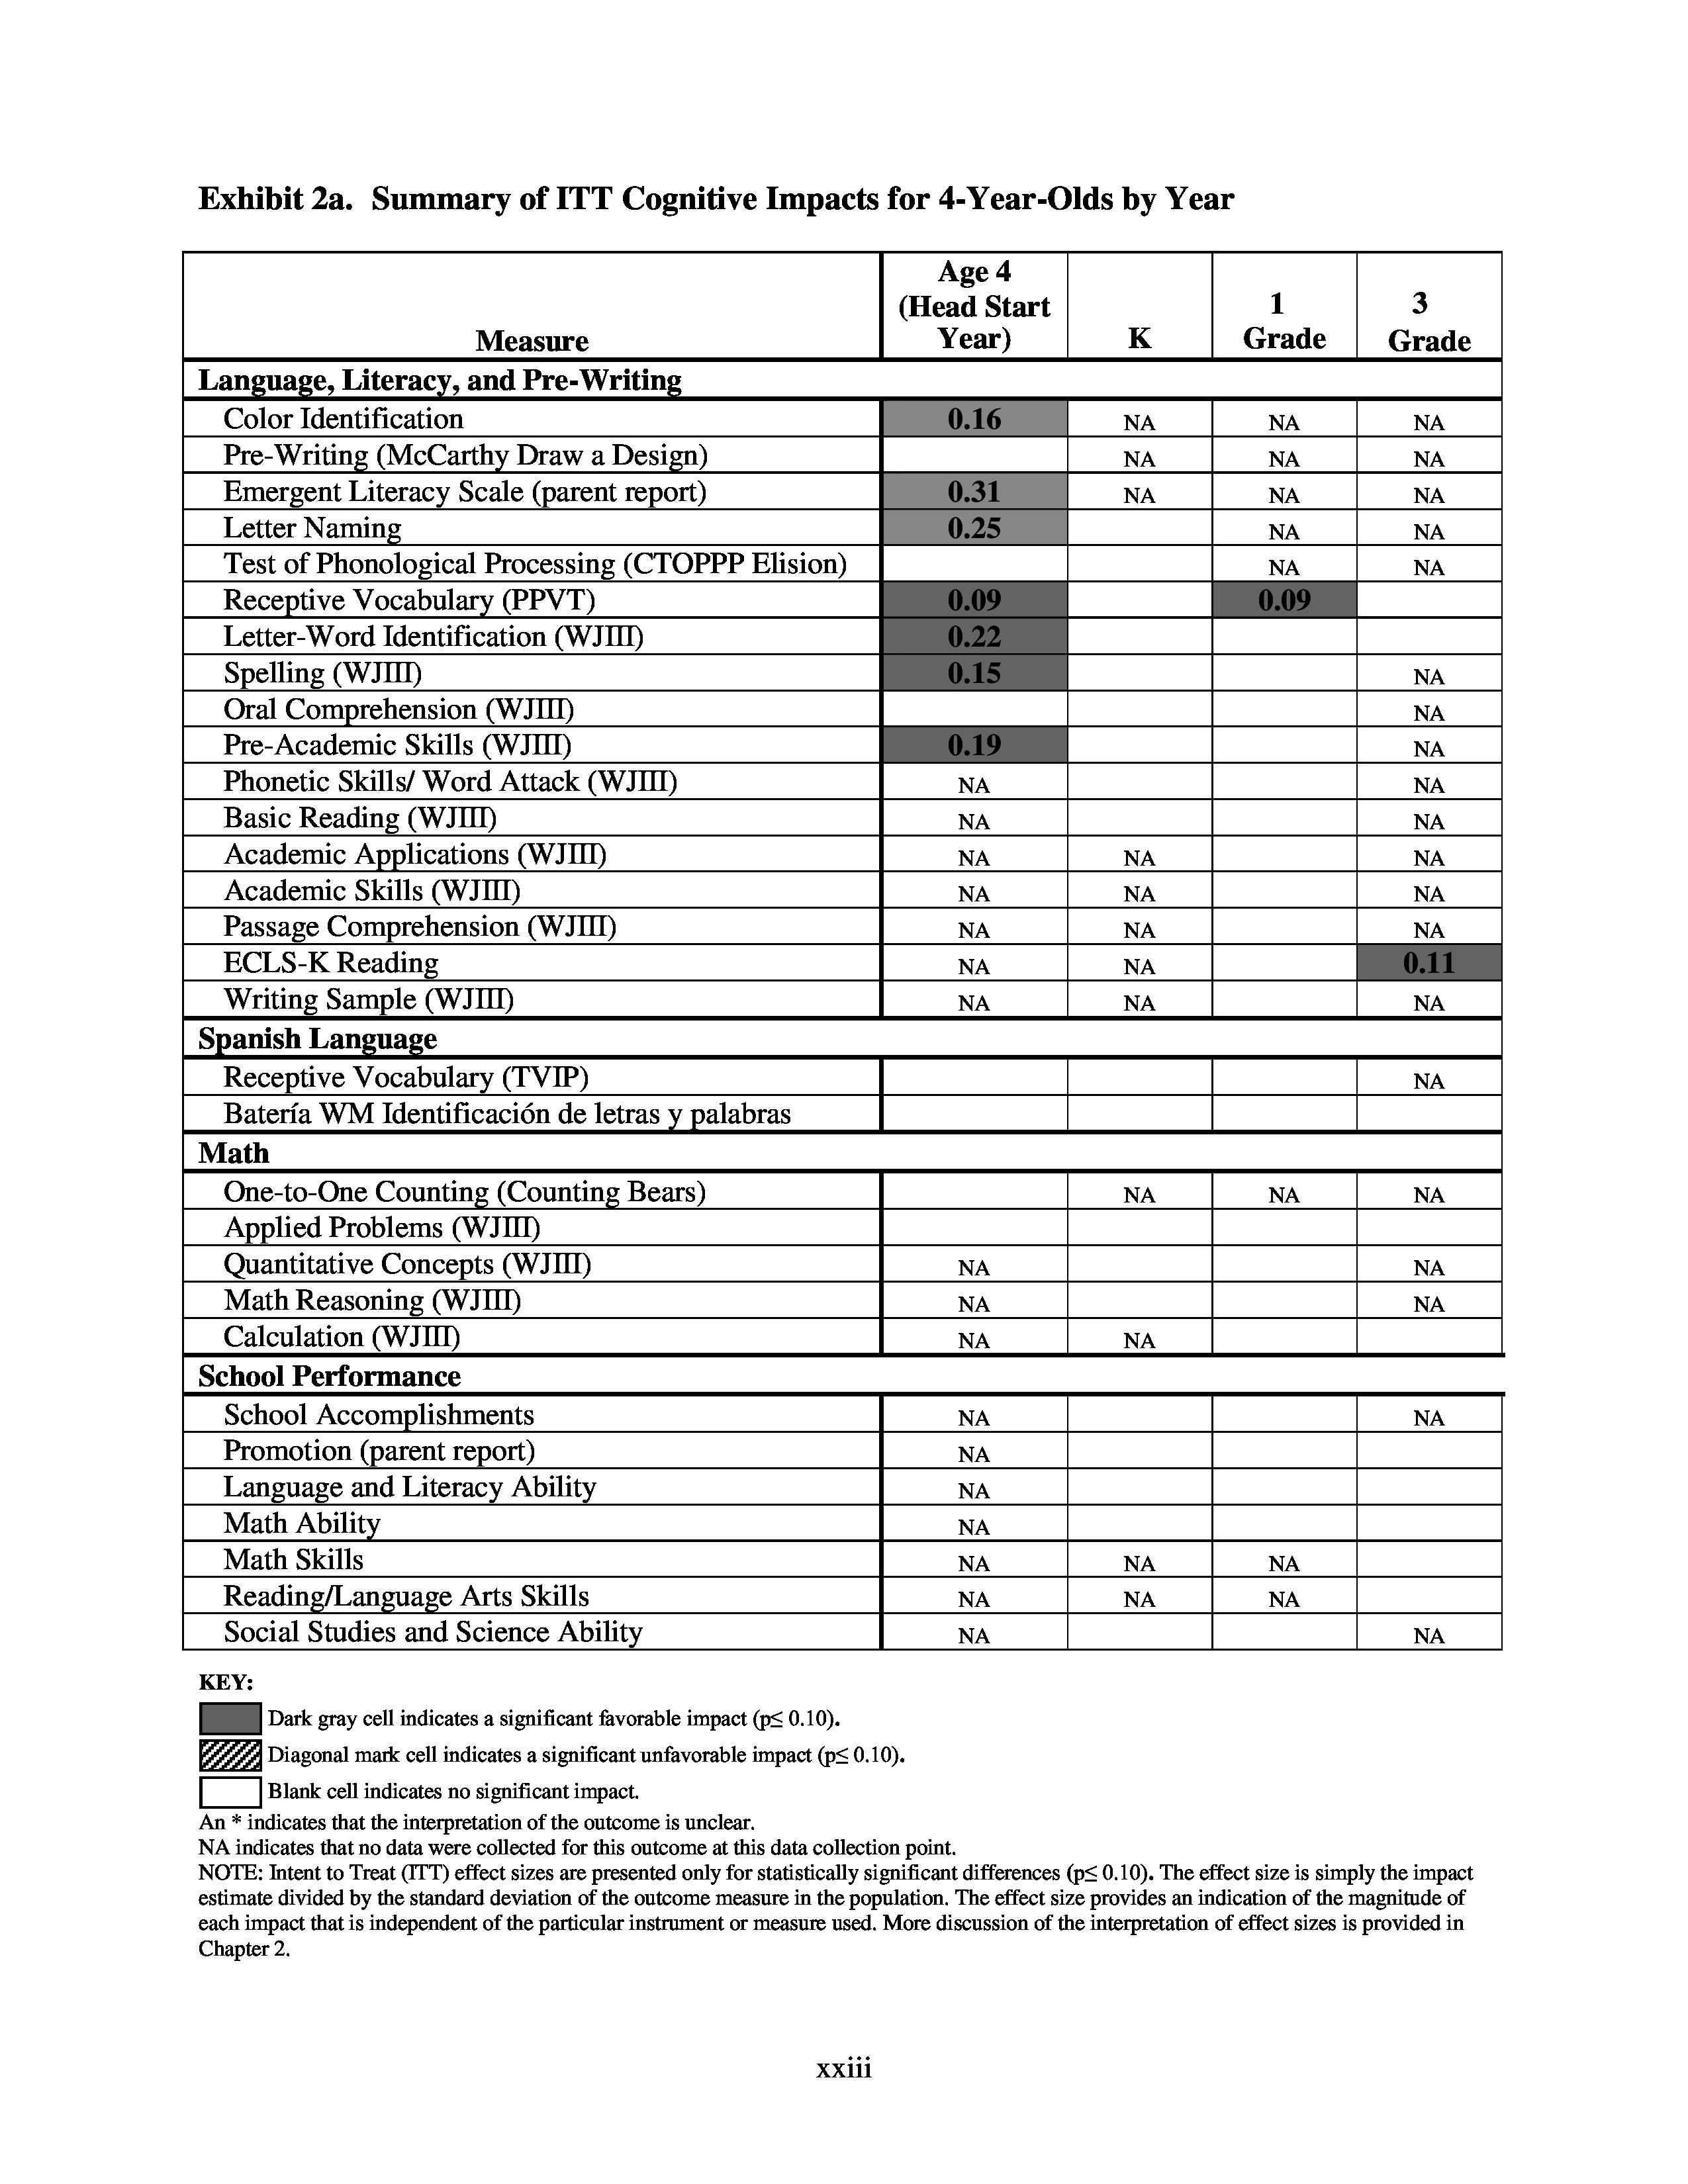 Exhibit 2a. Summary of ITT Cognitive Impacts for 4-Year-Olds by Year
Measure Age 4 (Head Start Year) K 1 Grade 3 Grade
Language, Literacy, and Pre-Writing
Color Identification 0.16 NA NA NA
Pre-Writing (McCarthy Draw a Design) NA NA NA
Emergent Literacy Scale (parent report) 0.31 NA NA NA
Letter Naming 0.25 NA NA
Test of Phonological Processing (CTOPPP Elision) NA NA
Receptive Vocabulary (PPVT) 0.09 0.09
Letter-Word Identification (WJIII) 0.22
Spelling (WJIII) 0.15 NA
Oral Comprehension (WJIII) NA
Pre-Academic Skills (WJIII) 0.19 NA
Phonetic Skills/ Word Attack (WJIII) NA NA
Basic Reading (WJIII) NA NA
Academic Applications (WJIII) NA NA NA
Academic Skills (WJIII) NA NA NA
Passage Comprehension (WJIII) NA NA NA
ECLS-K Reading NA NA 0.11
Writing Sample (WJIII) NA NA NA
Spanish Language
Receptive Vocabulary (TVIP) NA
Batería WM Identificación de letras y palabras
Math
One-to-One Counting (Counting Bears) NA NA NA
Applied Problems (WJIII)
Quantitative Concepts (WJIII) NA NA
Math Reasoning (WJIII) NA NA
Calculation (WJIII) NA NA
School Performance
School Accomplishments NA NA
Promotion (parent report) NA
Language and Literacy Ability NA
Math Ability NA
Math Skills NA NA NA
Reading/Language Arts Skills NA NA NA
Social Studies and Science Ability NA NA
KEY:
Dark gray cell indicates a significant favorable impact (p≤ 0.10).
Diagonal mark cell indicates a significant unfavorable impact (p≤ 0.10).
Blank cell indicates no significant impact.
An * indicates that the interpretation of the outcome is unclear.
NA indicates that no data were collected for this outcome at this data collection point.
NOTE: Intent to Treat (ITT) effect sizes are presented only for statistically significant differences (p≤ 0.10). The effect size is simply the impact
estimate divided by the standard deviation of the outcome measure in the population. The effect size provides an indication of the magnitude of
each impact that is independent of the particular instrument or measure used. More discussion of the interpretation of effect sizes is provided in
Chapter 2.
xxiii